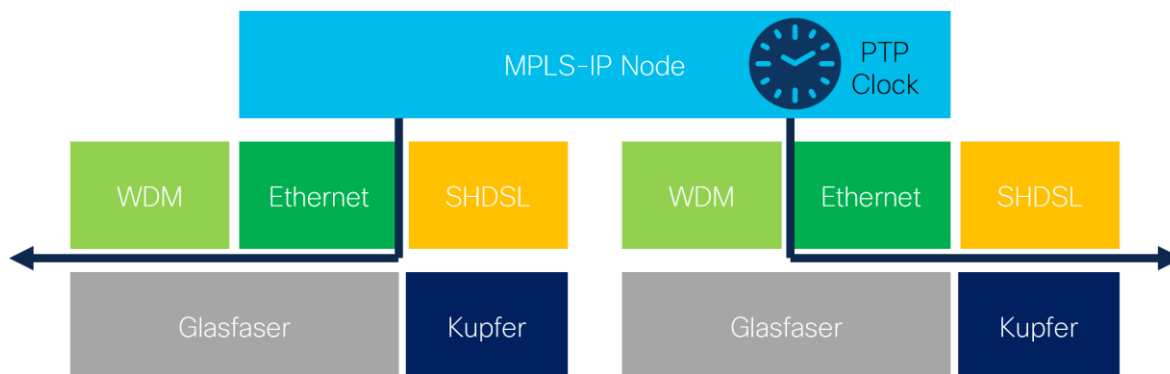 MPLS-IP Node
PTP
Clock
WDM
Ethernet
SHDSL
WDM
Ethernet
SHDSL
Glasfaser
Kupfer
Glasfaser
Kupfer